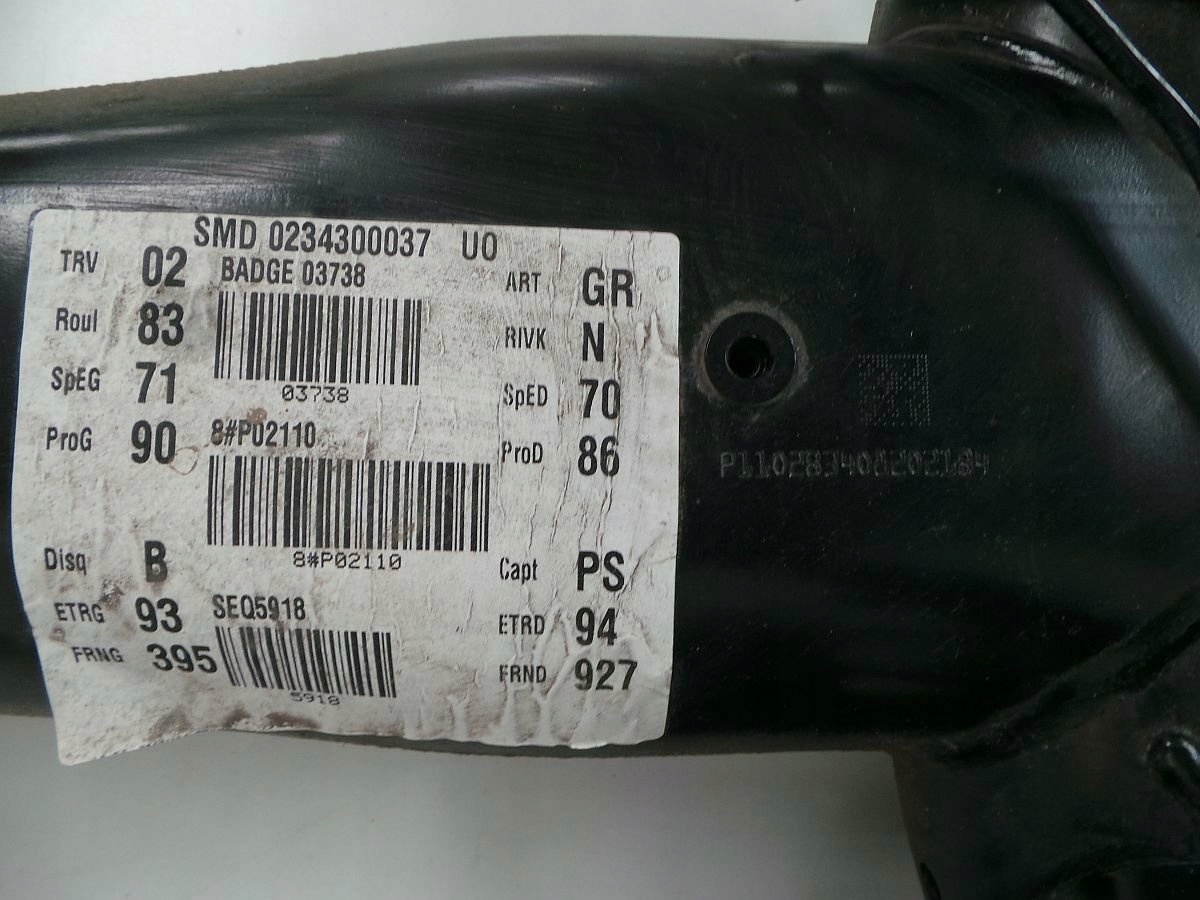 SMD 0234300037 U0
TRV 02 BADGE 03738 ART GR
Roul 83 RIVK N
03738
SpEG 71 SpED 70
ProG 90 8#P02110 ProD 86
8#P02110
Disq B Capt PS
ETRG 93 SEQ5918 ETRD 94
FRNG 395 FRND 927
5918